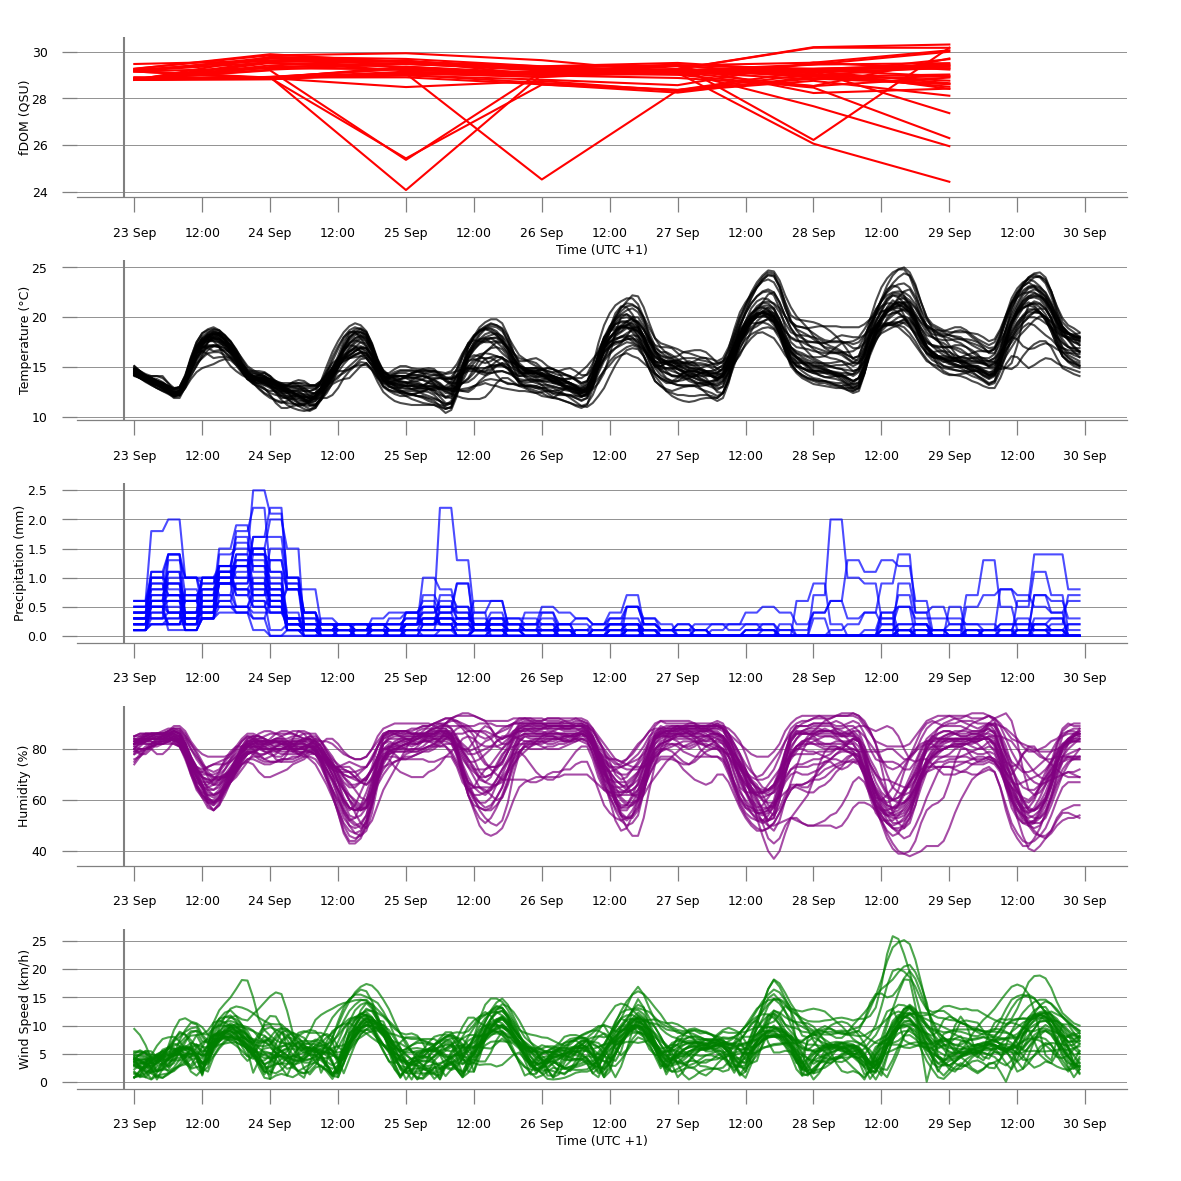 fDOM (QSU)
30
28
26
24
23 Sep 12:00 24 Sep 12:00 25 Sep 12:00 26 Sep 12:00 27 Sep 12:00 28 Sep 12:00 29 Sep 12:00 30 Sep
Time (UTC +1)
Temperature (°C)
25
20
15
10
23 Sep 12:00 24 Sep 12:00 25 Sep 12:00 26 Sep 12:00 27 Sep 12:00 28 Sep 12:00 29 Sep 12:00 30 Sep
Precipitation (mm)
2.5
2.0
1.5
1.0
0.5
0.0
23 Sep 12:00 24 Sep 12:00 25 Sep 12:00 26 Sep 12:00 27 Sep 12:00 28 Sep 12:00 29 Sep 12:00 30 Sep
Humidity (%)
80
60
40
23 Sep 12:00 24 Sep 12:00 25 Sep 12:00 26 Sep 12:00 27 Sep 12:00 28 Sep 12:00 29 Sep 12:00 30 Sep
Wind Speed (km/h)
25
20
15
10
5
0
23 Sep 12:00 24 Sep 12:00 25 Sep 12:00 26 Sep 12:00 27 Sep 12:00 28 Sep 12:00 29 Sep 12:00 30 Sep
Time (UTC +1)